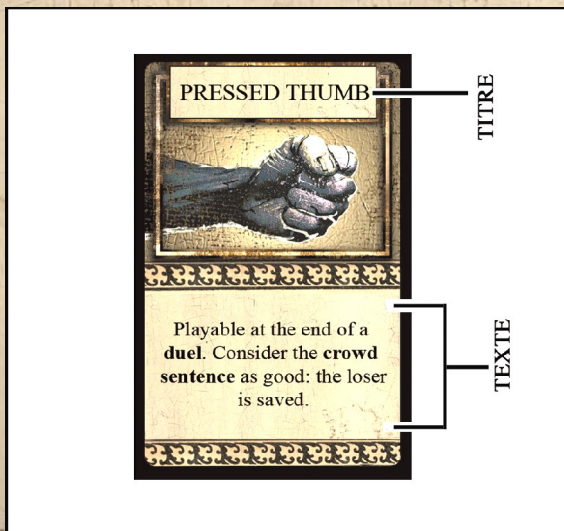 PRESSED THUMB
TITRE
Playable at the end of a
duel. Consider the crowd
sentence as good: the loser
is saved.
TEXTE